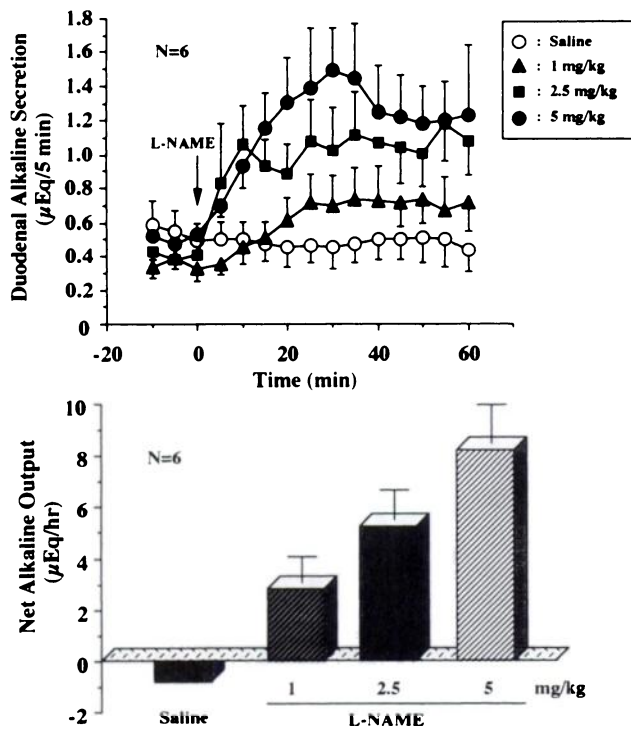 1.8
1.6
1.4
1.2
1.0
0.8
0.6
0.4
0.2
0
Duodenal Alkaline Secretion
(µEq/5 min)
N=6
L-NAME
-20 0 20 40 60
Time (min)
: Saline
: 1 mg/kg
: 2.5 mg/kg
: 5 mg/kg
10
8
6
4
2
0
-2
Net Alkaline Output
(µEq/hr)
N=6
1 2.5 5 mg/kg
Saline L-NAME